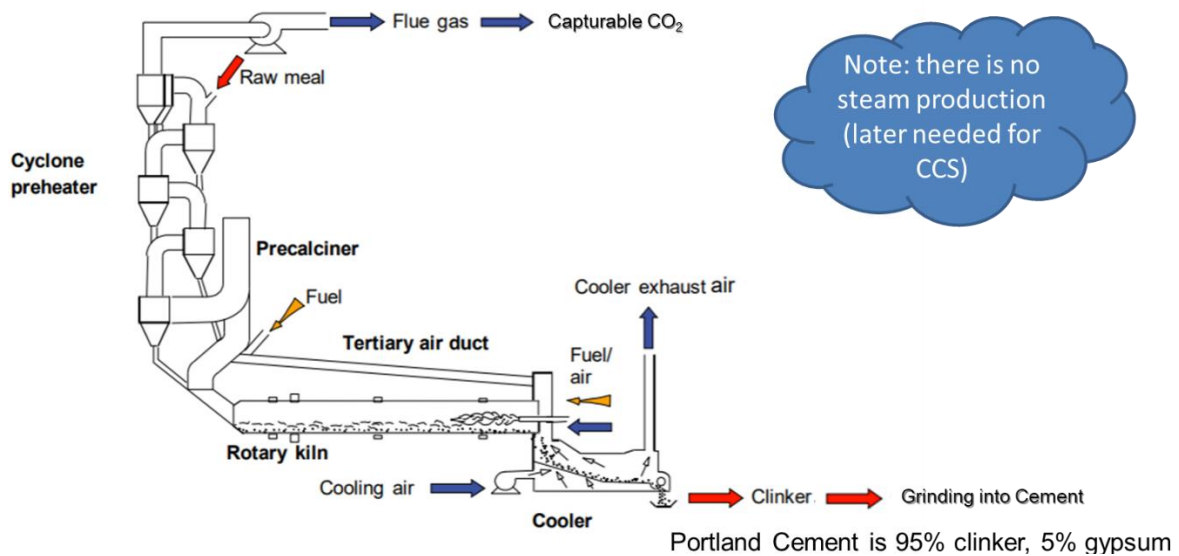 Flue gas
Capturable CO₂
Raw meal
Note: there is no
steam production
(later needed for
CCS)
Cyclone
preheater
Precalciner
Fuel
Cooler exhaust air
Tertiary air duct
Fuel/
air
Rotary kiln
Cooling air
Cooler
Clinker
Grinding into Cement
Portland Cement is 95% clinker, 5% gypsum